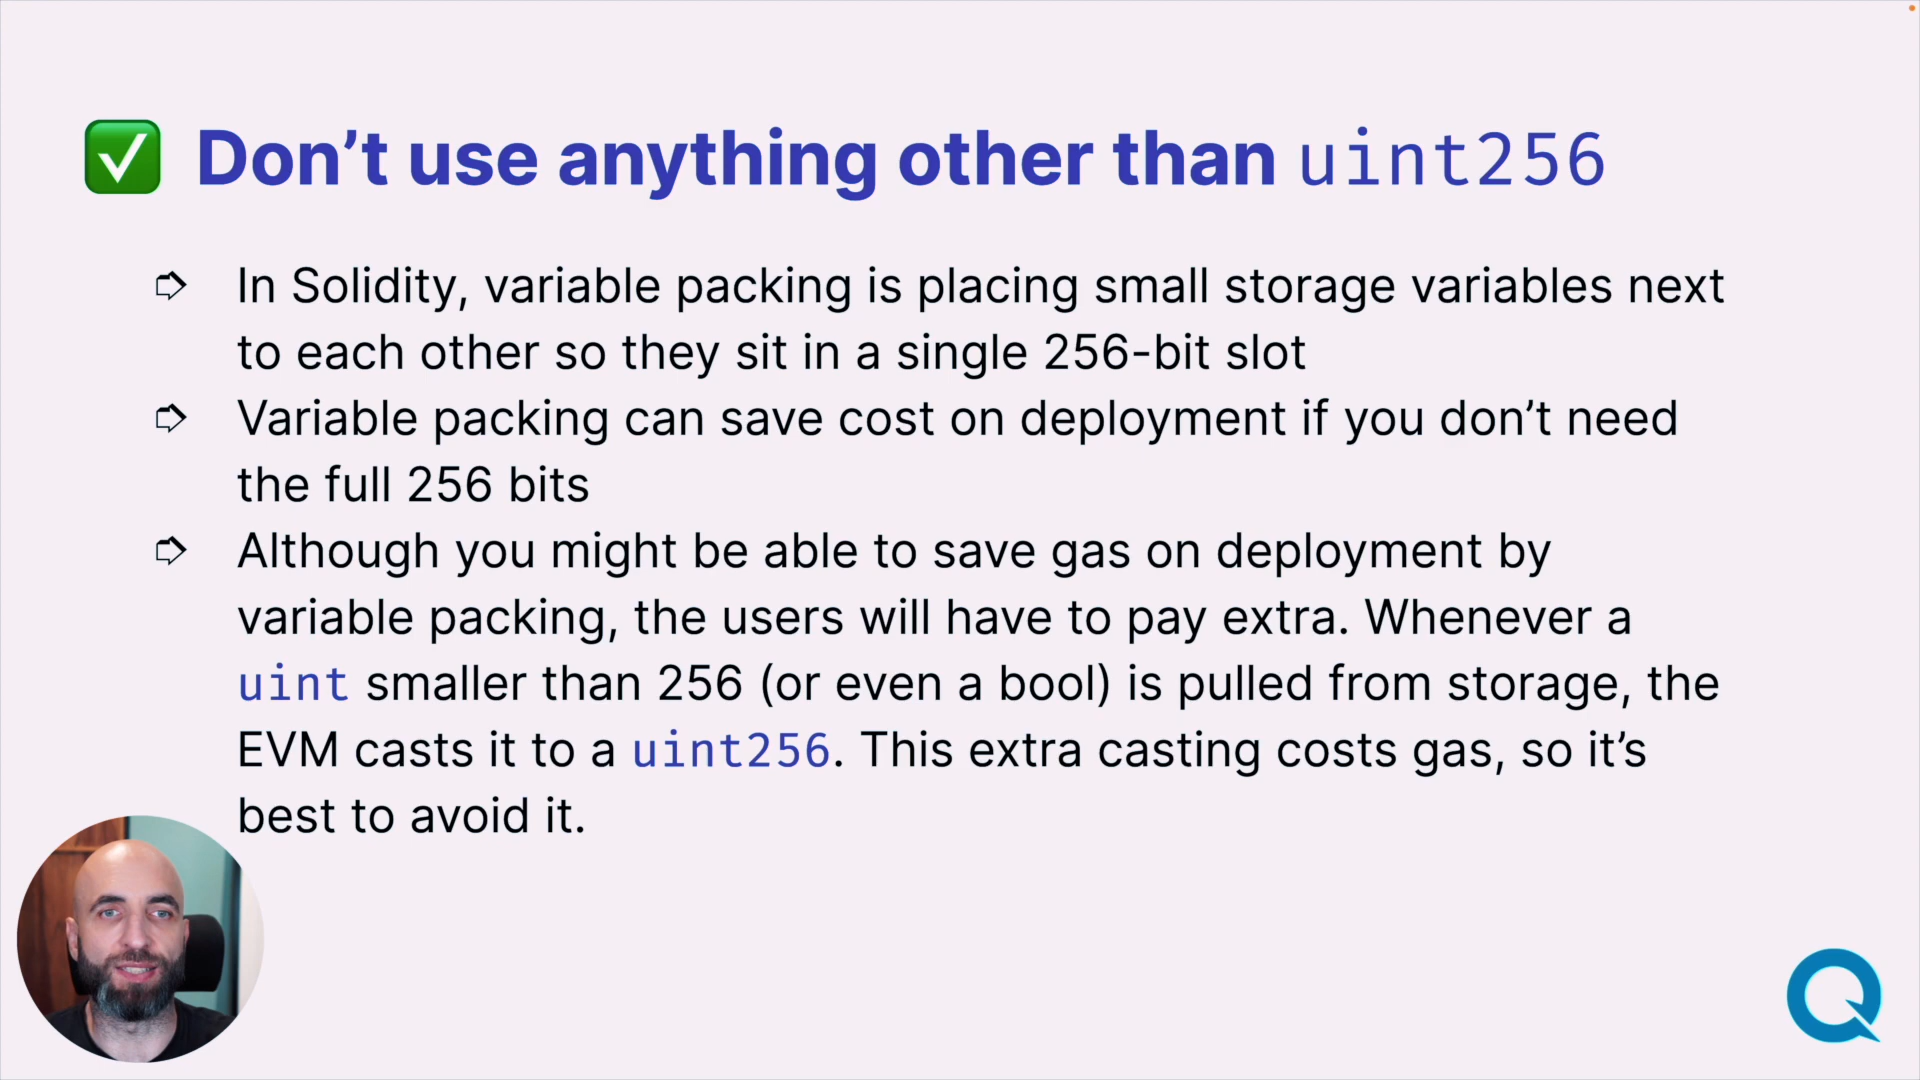 Don’t use anything other than uint256
In Solidity, variable packing is placing small storage variables next
to each other so they sit in a single 256-bit slot
Variable packing can save cost on deployment if you don’t need
the full 256 bits
Although you might be able to save gas on deployment by
variable packing, the users will have to pay extra. Whenever a
uint smaller than 256 (or even a bool) is pulled from storage, the
EVM casts it to a uint256. This extra casting costs gas, so it’s
best to avoid it.